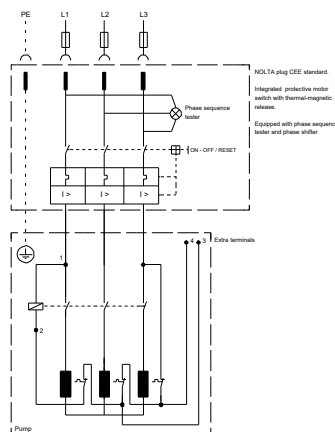 PE L1 L2 L3
NOLTA plug CEE standard.
Integrated protective motor
switch with thermal-magnetic
release.
Equipped with phase sequenc
tester and phase shifter
Phase sequence
tester
ON - OFF / RESET
I > I > I >
4 3 Extra terminals
1
2
Pump